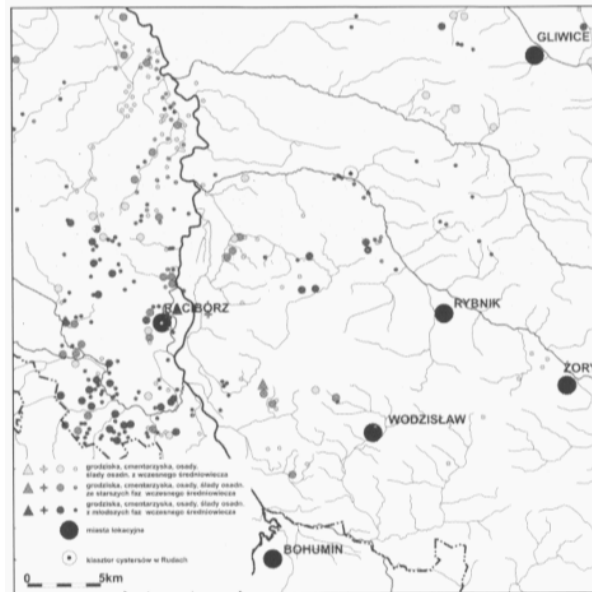 GLIWICE
RACIBÓRZ
RYBNIK
ŻORY
WODZISŁAW
grodziska, cmentarzyska, osady,
ślady osadn. z wczesnego średniowiecza
grodziska, cmentarzyska, osady, ślady osadn.
ze starszych faz wczesnego średniowiecza
grodziska, cmentarzyska, osady, ślady osadn.
z młodszych faz wczesnego średniowiecza
miasta lokacyjne
klasztor cystersów w Rudach
BOHUMÍN
0 5km